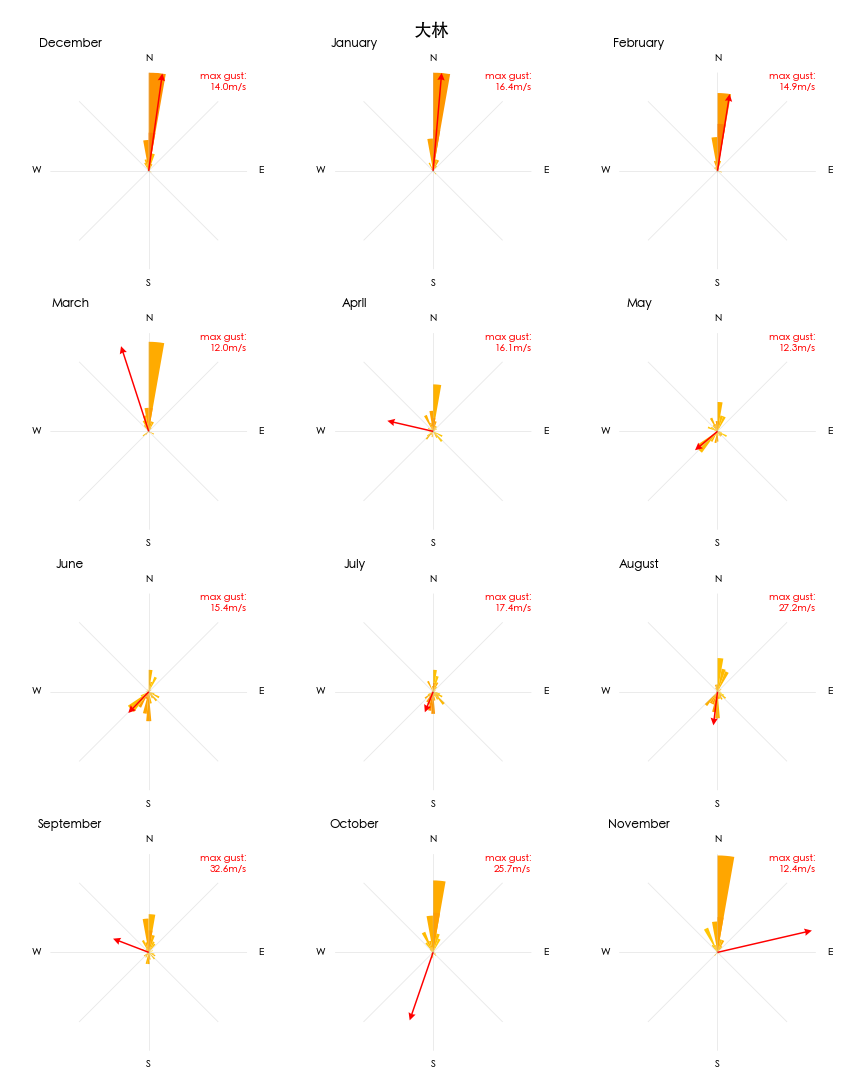 大林
December
N
max gust:
14.0m/s
W
E
S
January
N
max gust:
16.4m/s
W
E
S
February
N
max gust:
14.9m/s
W
E
S
March
N
max gust:
12.0m/s
W
E
S
April
N
max gust:
16.1m/s
W
E
S
May
N
max gust:
12.3m/s
W
E
S
June
N
max gust:
15.4m/s
W
E
S
July
N
max gust:
17.4m/s
W
E
S
August
N
max gust:
27.2m/s
W
E
S
September
N
max gust:
32.6m/s
W
E
S
October
N
max gust:
25.7m/s
W
E
S
November
N
max gust:
12.4m/s
W
E
S